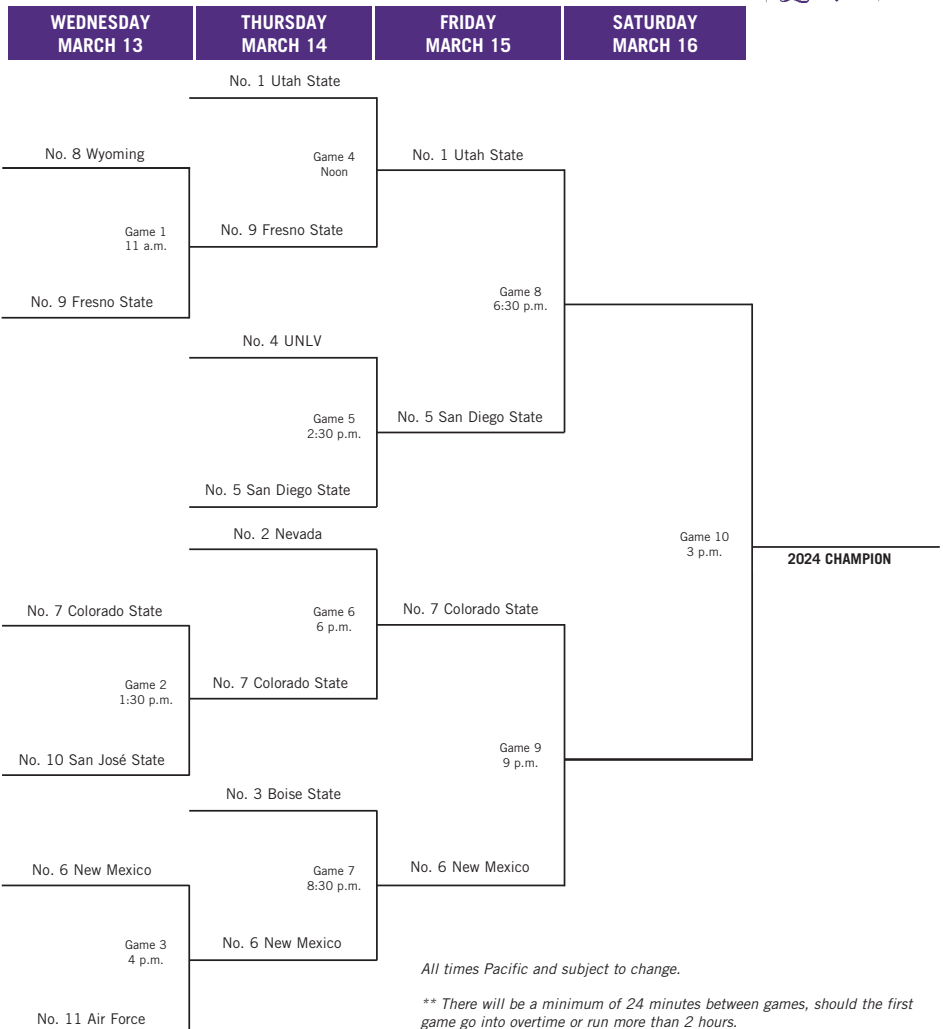 WEDNESDAY
MARCH 13
THURSDAY
MARCH 14
FRIDAY
MARCH 15
SATURDAY
MARCH 16
No. 1 Utah State
No. 8 Wyoming
Game 4
Noon
No. 1 Utah State
Game 1
11 a.m.
No. 9 Fresno State
No. 9 Fresno State
Game 8
6:30 p.m.
No. 4 UNLV
Game 5
2:30 p.m.
No. 5 San Diego State
No. 5 San Diego State
No. 2 Nevada
Game 10
3 p.m.
2024 CHAMPION
No. 7 Colorado State
Game 6
6 p.m.
No. 7 Colorado State
Game 2
1:30 p.m.
No. 7 Colorado State
No. 10 San José State
Game 9
9 p.m.
No. 3 Boise State
No. 6 New Mexico
Game 7
8:30 p.m.
No. 6 New Mexico
Game 3
4 p.m.
No. 6 New Mexico
No. 11 Air Force
All times Pacific and subject to change.
** There will be a minimum of 24 minutes between games, should the first
game go into overtime or run more than 2 hours.